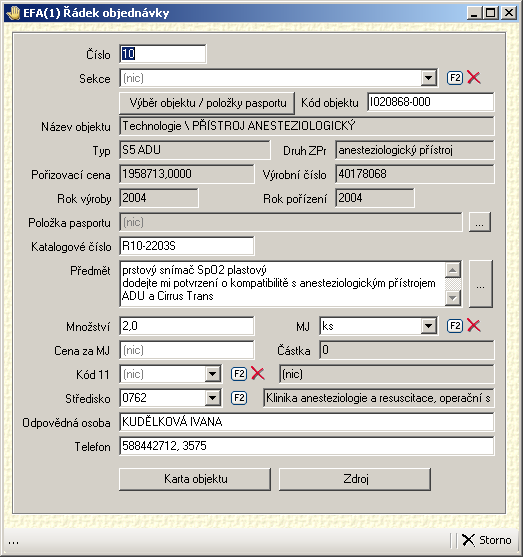 EFA(1) Řádek objednávky
Číslo 10
Sekce (nic) F2
Výběr objektu / položky pasportu Kód objektu I020868-000
Název objektu Technologie \ PŘÍSTROJ ANESTEZIOLOGICKÝ
Typ S5 ADU Druh ZPr anesteziologický přístroj
Pořizovací cena 1958713,0000 Výrobní číslo 40178068
Rok výroby 2004 Rok pořízení 2004
Položka pasportu (nic) ...
Katalogové číslo R10-2203S
Předmět prstový snímač SpO2 plastový
dodejte mi potvrzení o kompatibilitě s anesteziologickým přístrojem
ADU a Cirrus Trans
...
Množství 2,0 MJ ks F2
Cena za MJ (nic) Částka 0
Kód 11 (nic) F2 (nic)
Středisko 0762 F2 Klinika anesteziologie a resuscitace, operační s
Odpovědná osoba KUDĚLKOVÁ IVANA
Telefon 588442712, 3575
Karta objektu Zdroj
... Storno